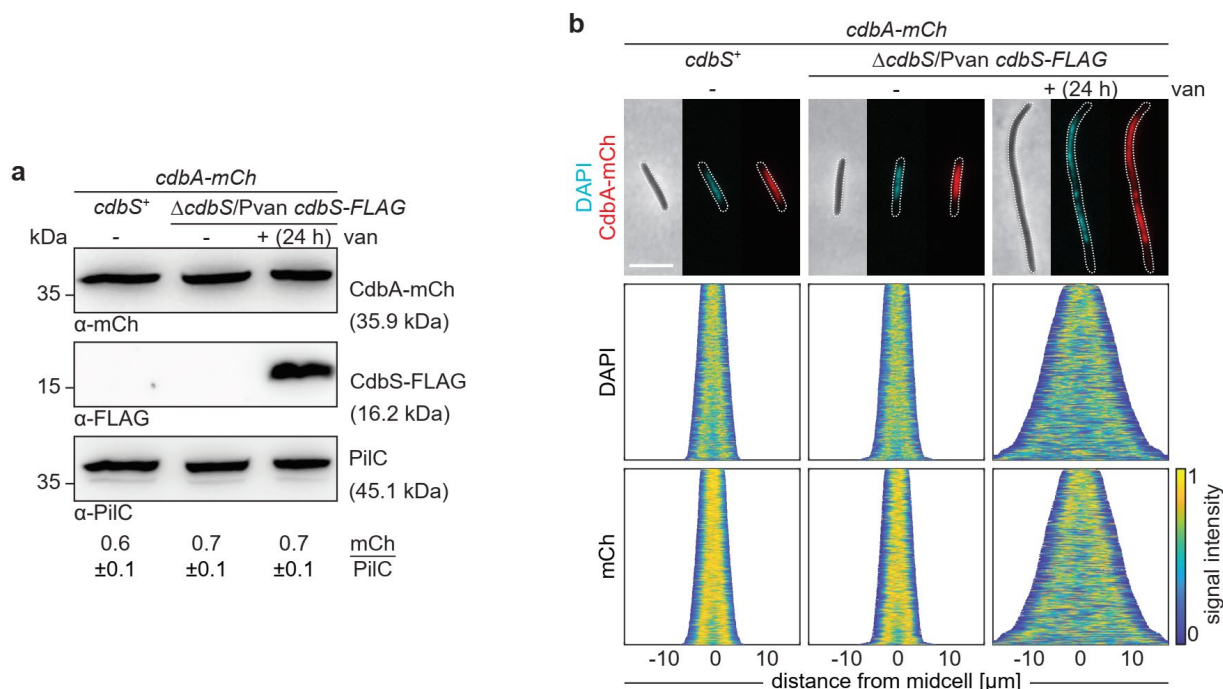 a
cdbA-mCh
cdbS+ ΔcdbS/Pvan cdbS-FLAG
kDa - - + (24 h) van
35
CdbA-mCh
(35.9 kDa)
α-mCh
15
CdbS-FLAG
(16.2 kDa)
α-FLAG
35
PilC
(45.1 kDa)
α-PilC
0.6 0.7 0.7 mCh
±0.1 ±0.1 ±0.1 PilC
b
cdbA-mCh
cdbS+ ΔcdbS/Pvan cdbS-FLAG
- - + (24 h) van
DAPI
CdbA-mCh
DAPI
mCh
1
0
signal intensity
-10 0 10 -10 0 10 -10 0 10
distance from midcell [µm]